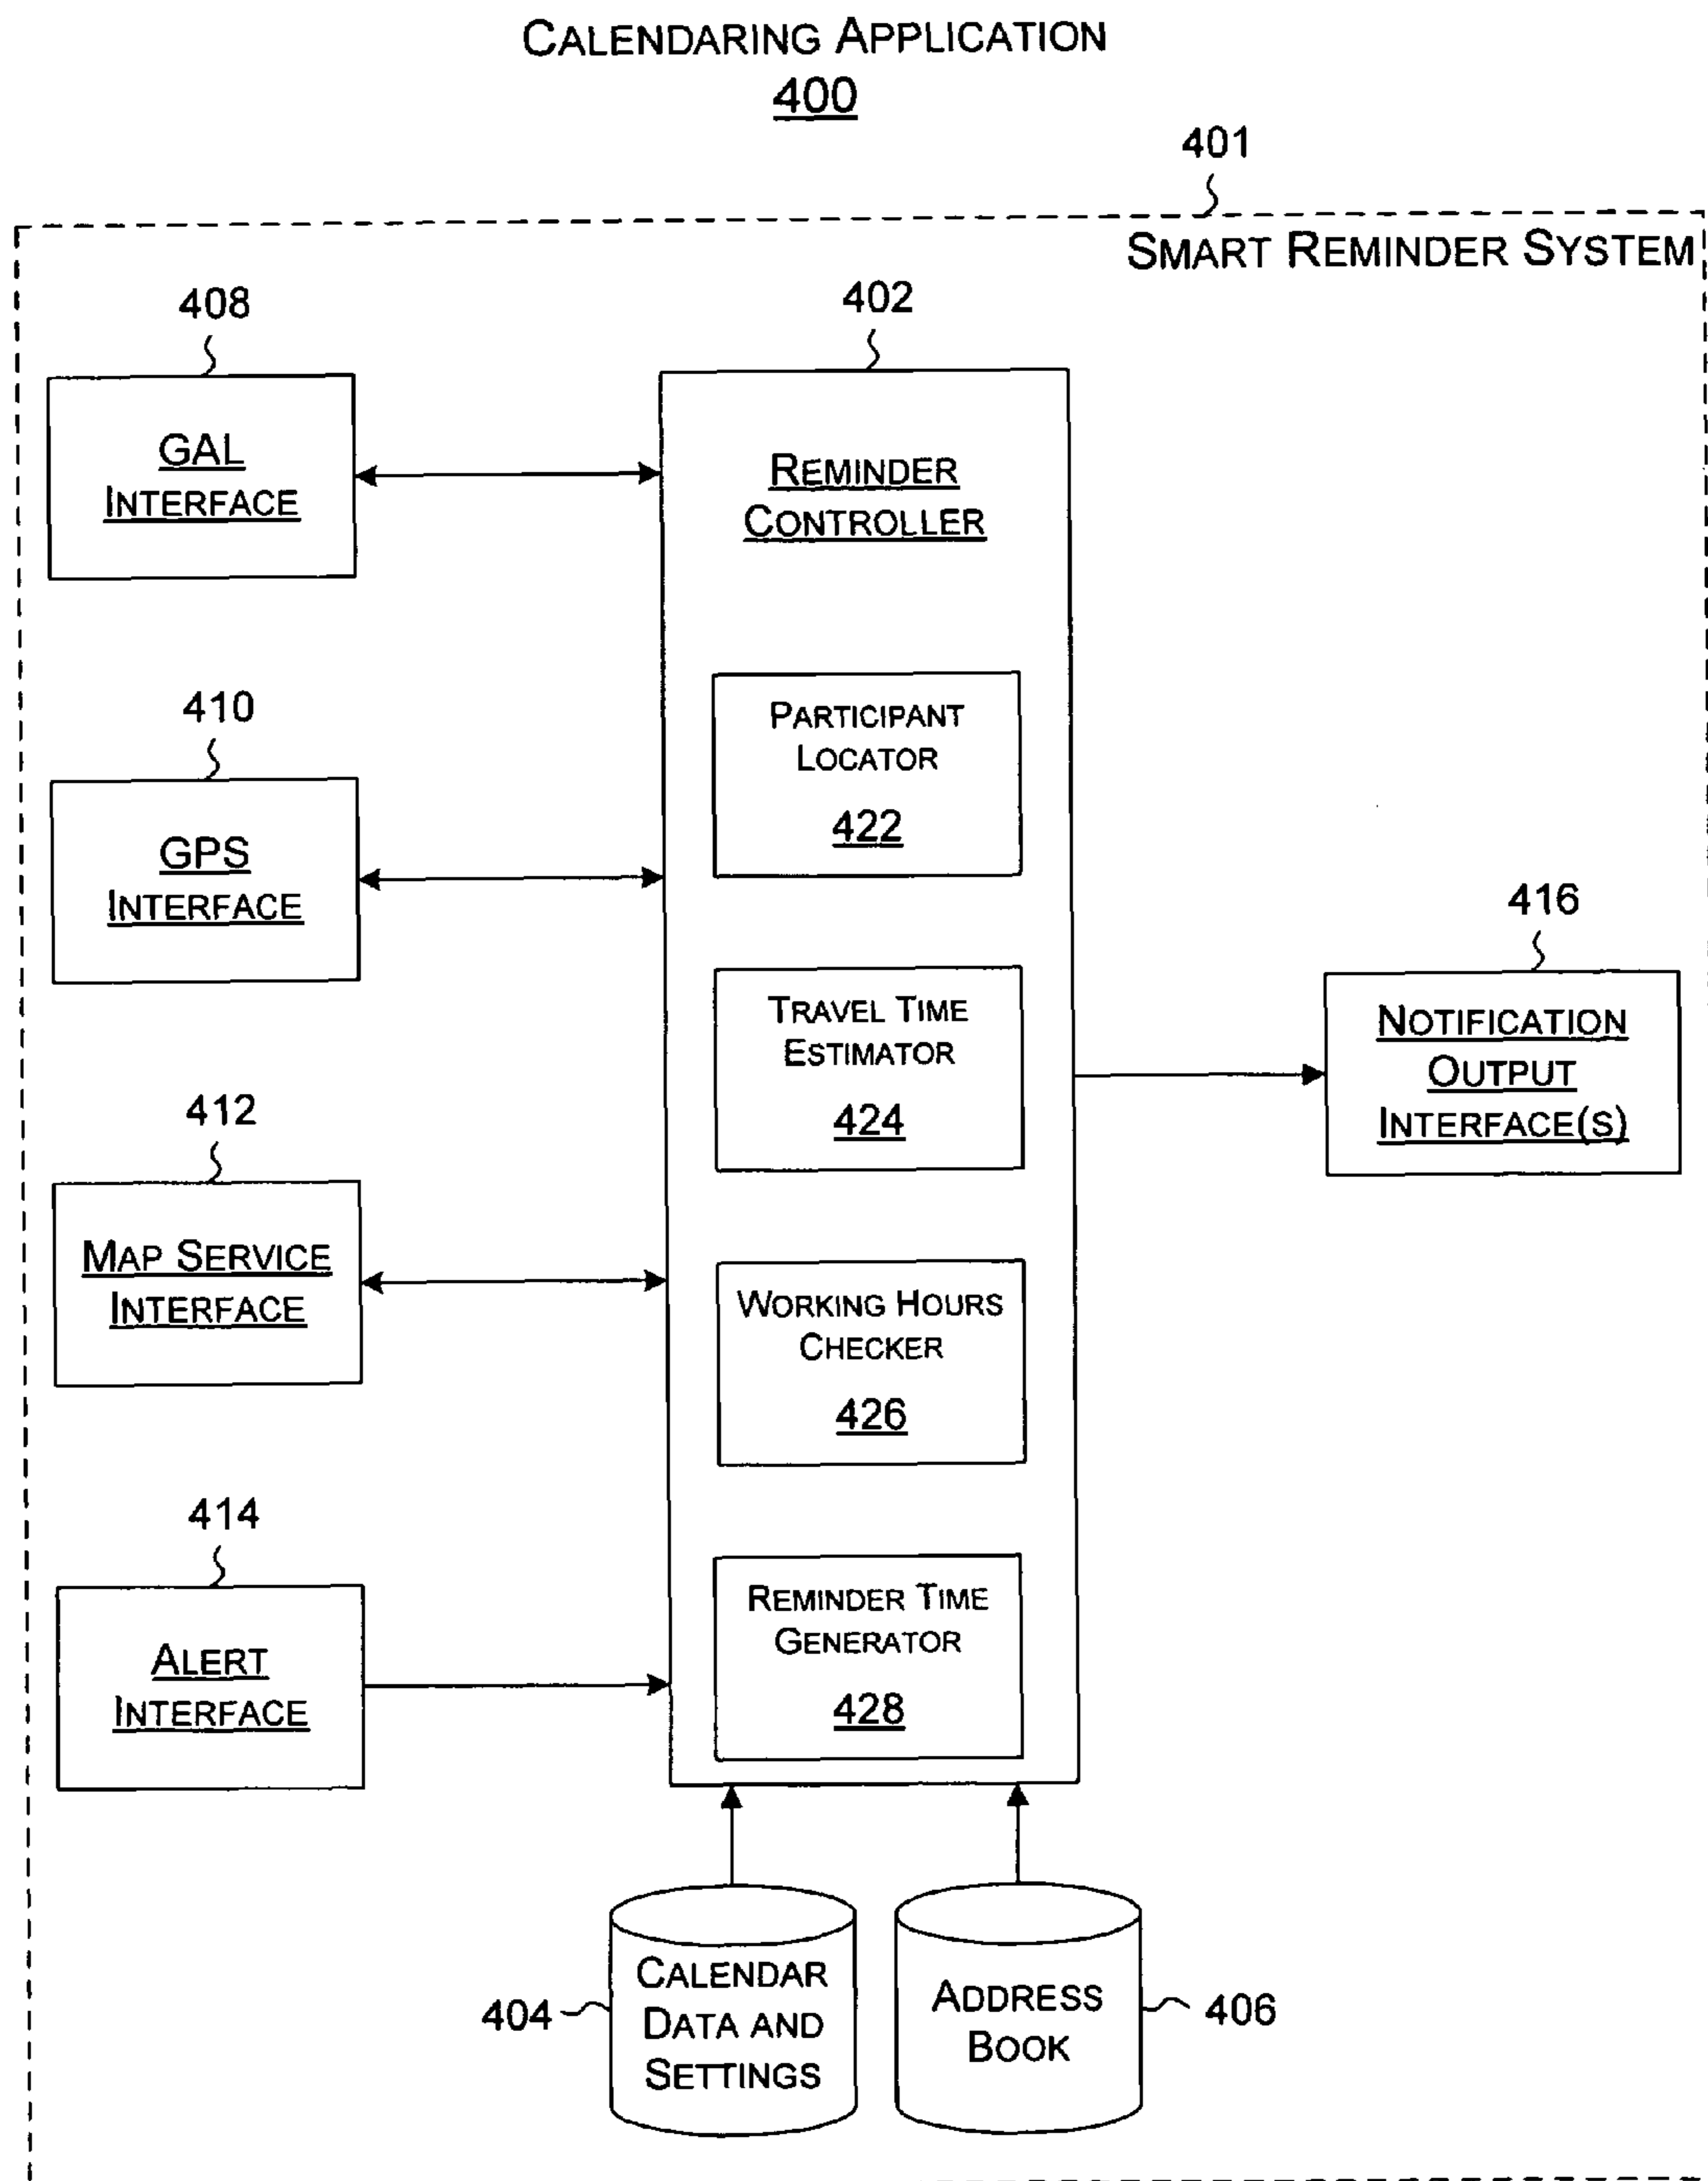 CALENDARING APPLICATION
400
401
SMART REMINDER SYSTEM
408
GAL
INTERFACE
402
REMINDER
CONTROLLER
PARTICIPANT
LOCATOR
422
410
GPS
INTERFACE
TRAVEL TIME
ESTIMATOR
424
416
NOTIFICATION
OUTPUT
INTERFACE(S)
412
MAP SERVICE
INTERFACE
WORKING HOURS
CHECKER
426
414
ALERT
INTERFACE
REMINDER TIME
GENERATOR
428
404
CALENDAR
DATA AND
SETTINGS
ADDRESS
BOOK
406